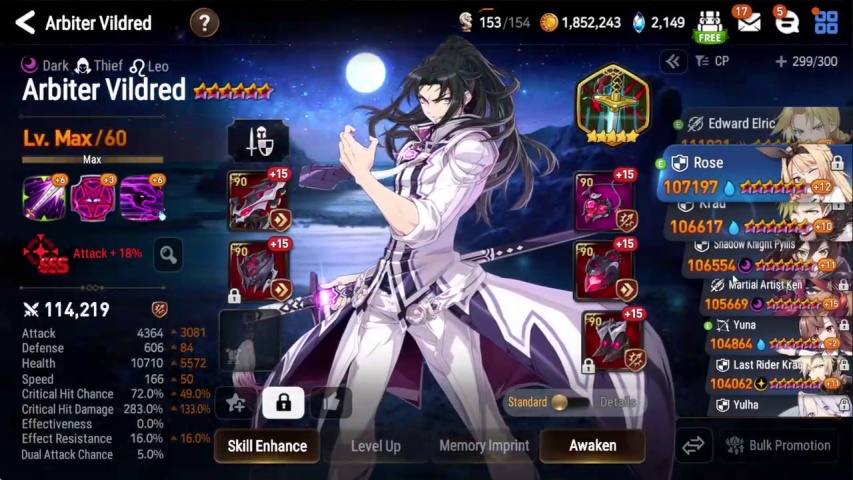 Arbiter Vildred
?
153/154
1,852,243
2,149
FREE
17
5
Dark Thief Leo
Arbiter Vildred
CP
299/300
Lv. Max/60
Max
+6
+3
+6
SSS
Attack + 18%
114,219
Attack 4364 3081
Defense 606 84
Health 10710 5572
Speed 166 50
Critical Hit Chance 72.0% 49.0%
Critical Hit Damage 283.0% 133.0%
Effectiveness 0.0%
Effect Resistance 16.0% 16.0%
Dual Attack Chance 5.0%
90 +15
90 +15
90 +15
90 +15
90 +15
Edward Elric
E Rose
107197 +12
Krau
106617 +10
Shadow Knight Pyllis
106554 +11
Martial Artist Ken
105669 +15
E Yuna
104864 +2
Last Rider Krau
104062 +11
Yulha
Standard Details
Skill Enhance
Level Up
Memory Imprint
Awaken
Bulk Promotion